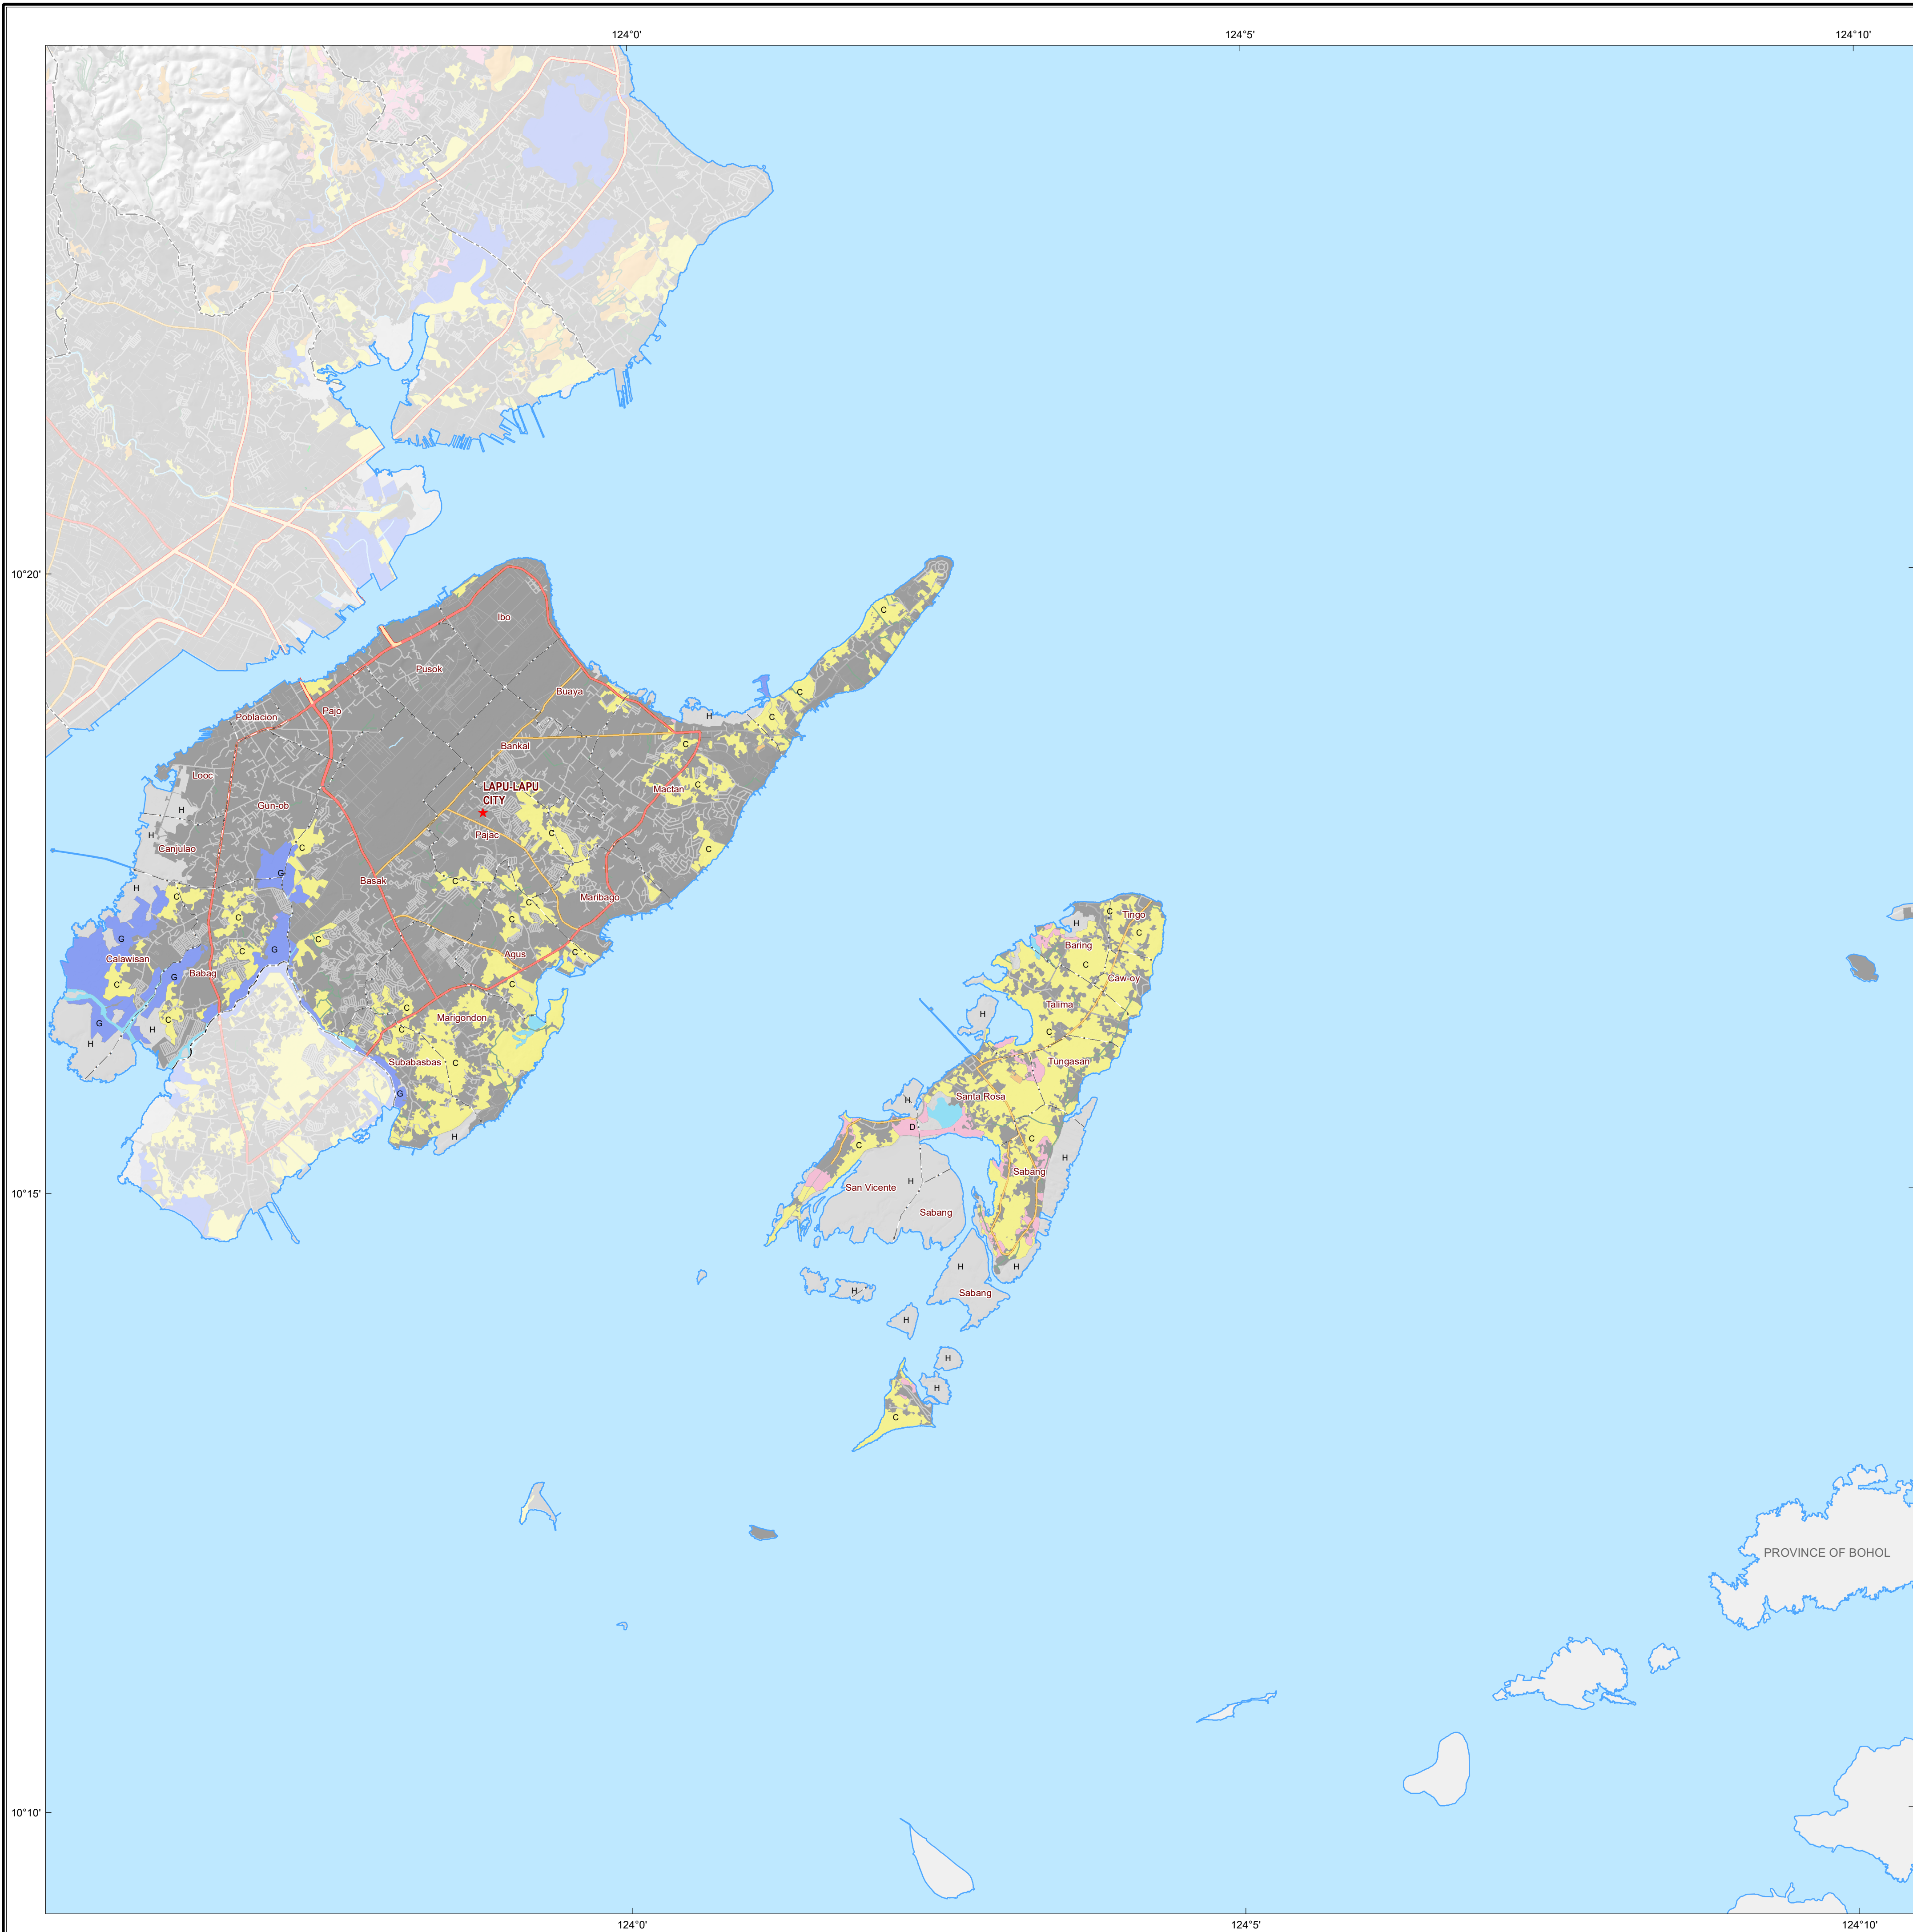 124°0'
124°5'
124°10'
10°20'
Ibo
C
Pusok
Buaya
C
H
C
Poblacion
Pajo
Bankal
C
Looc
LAPU-LAPU
CITY
Mactan
C
Gun-ob
H
Pajac
C
H
Canjulao
C
C
G
Basak
C
H
C
Maribago
C
C
C
C
Tingo
H
G
C
C
Baring
C
G
Agus
C
Calawisan
C
G
Babag
C
Caw-oy
C
C
Talima
C
Marigondon
H
C
G
H
C
C
H
Subabasbas
C
Tungasan
G
Santa Rosa
H
D
H
C
C
H
10°15'
San Vicente
H
Sabang
Sabang
H
H
H
Sabang
H
H
H
C
PROVINCE OF BOHOL
10°10'
124°0'
124°5'
124°10'